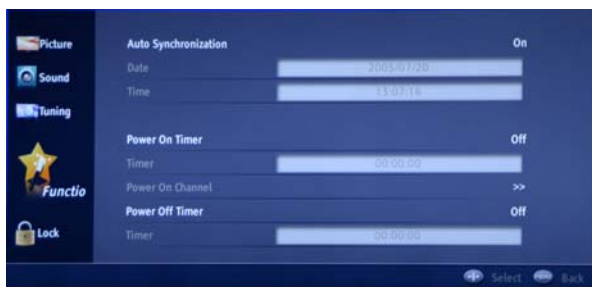 Picture
Sound
Tuning
Functio
Lock
Auto Synchronization On
Date 2005/07/20
Time 13:07:16
Power On Timer Off
Timer 00:00:00
Power On Channel >>
Power Off Timer Off
Timer 00:00:00
Select Back